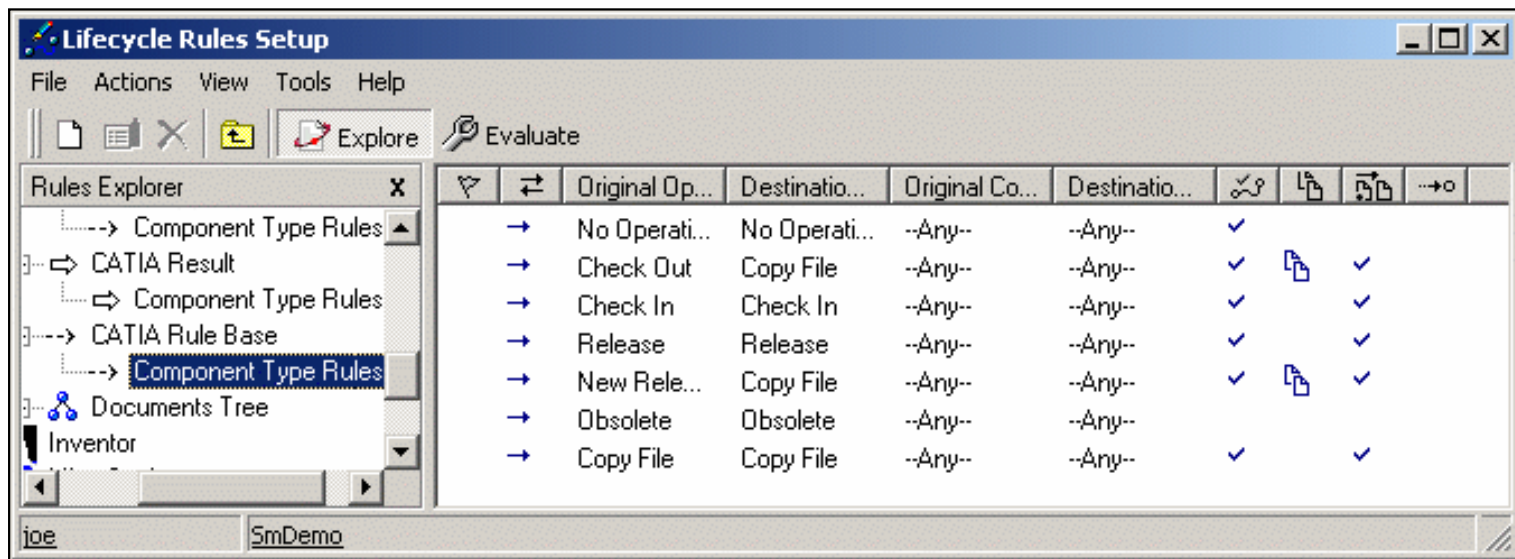 Lifecycle Rules Setup
File Actions View Tools Help
Explore Evaluate
Rules Explorer x
Original Op... Destinatio... Original Co... Destinatio...
Component Type Rules
CATIA Result
Component Type Rules
CATIA Rule Base
Component Type Rules
Documents Tree
Inventor
No Operati... No Operati... --Any-- --Any--
Check Out Copy File --Any-- --Any--
Check In Check In --Any-- --Any--
Release Release --Any-- --Any--
New Rele... Copy File --Any-- --Any--
Obsolete Obsolete --Any-- --Any--
Copy File Copy File --Any-- --Any--
joe SmDemo